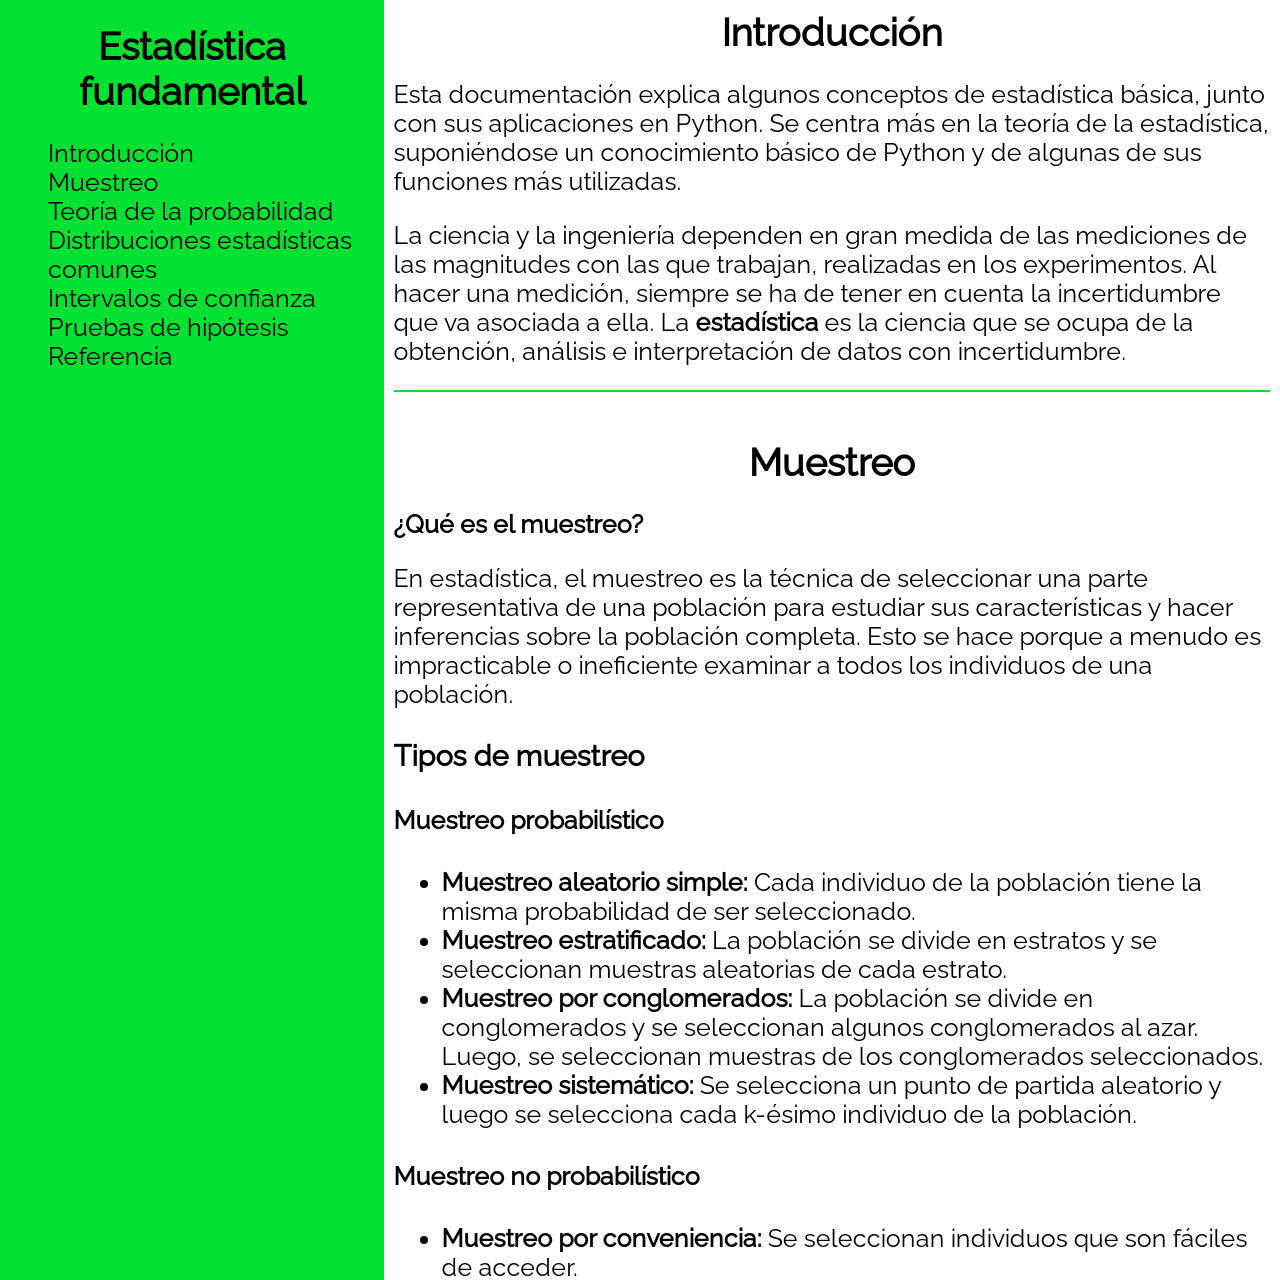 Estadística
fundamental
Introducción
Muestreo
Teoría de la probabilidad
Distribuciones estadísticas
comunes
Intervalos de confianza
Pruebas de hipótesis
Referencia
Introducción
Esta documentación explica algunos conceptos de estadística básica, junto
con sus aplicaciones en Python. Se centra más en la teoría de la estadística,
suponiéndose un conocimiento básico de Python y de algunas de sus
funciones más utilizadas.
La ciencia y la ingeniería dependen en gran medida de las mediciones de
las magnitudes con las que trabajan, realizadas en los experimentos. Al
hacer una medición, siempre se ha de tener en cuenta la incertidumbre
que va asociada a ella. La estadística es la ciencia que se ocupa de la
obtención, análisis e interpretación de datos con incertidumbre.
Muestreo
¿Qué es el muestreo?
En estadística, el muestreo es la técnica de seleccionar una parte
representativa de una población para estudiar sus características y hacer
inferencias sobre la población completa. Esto se hace porque a menudo es
impracticable o ineficiente examinar a todos los individuos de una
población.
Tipos de muestreo
Muestreo probabilístico
• Muestreo aleatorio simple: Cada individuo de la población tiene la
misma probabilidad de ser seleccionado.
• Muestreo estratificado: La población se divide en estratos y se
seleccionan muestras aleatorias de cada estrato.
• Muestreo por conglomerados: La población se divide en
conglomerados y se seleccionan algunos conglomerados al azar.
Luego, se seleccionan muestras de los conglomerados seleccionados.
• Muestreo sistemático: Se selecciona un punto de partida aleatorio y
luego se selecciona cada k-ésimo individuo de la población.
Muestreo no probabilístico
• Muestreo por conveniencia: Se seleccionan individuos que son fáciles
de acceder.